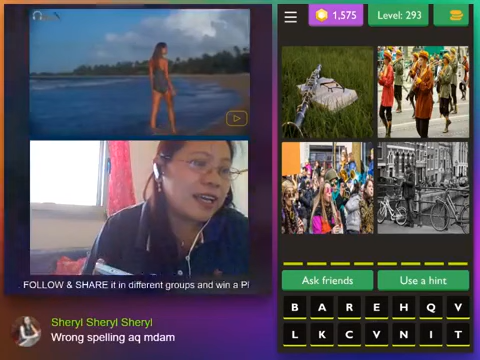 1,575
Level: 293
FOLLOW & SHARE it in different groups and win a P
Ask friends
Use a hint
B A R E H Q V
L K C V N I T
Sheryl Sheryl Sheryl
Wrong spelling aq mdam